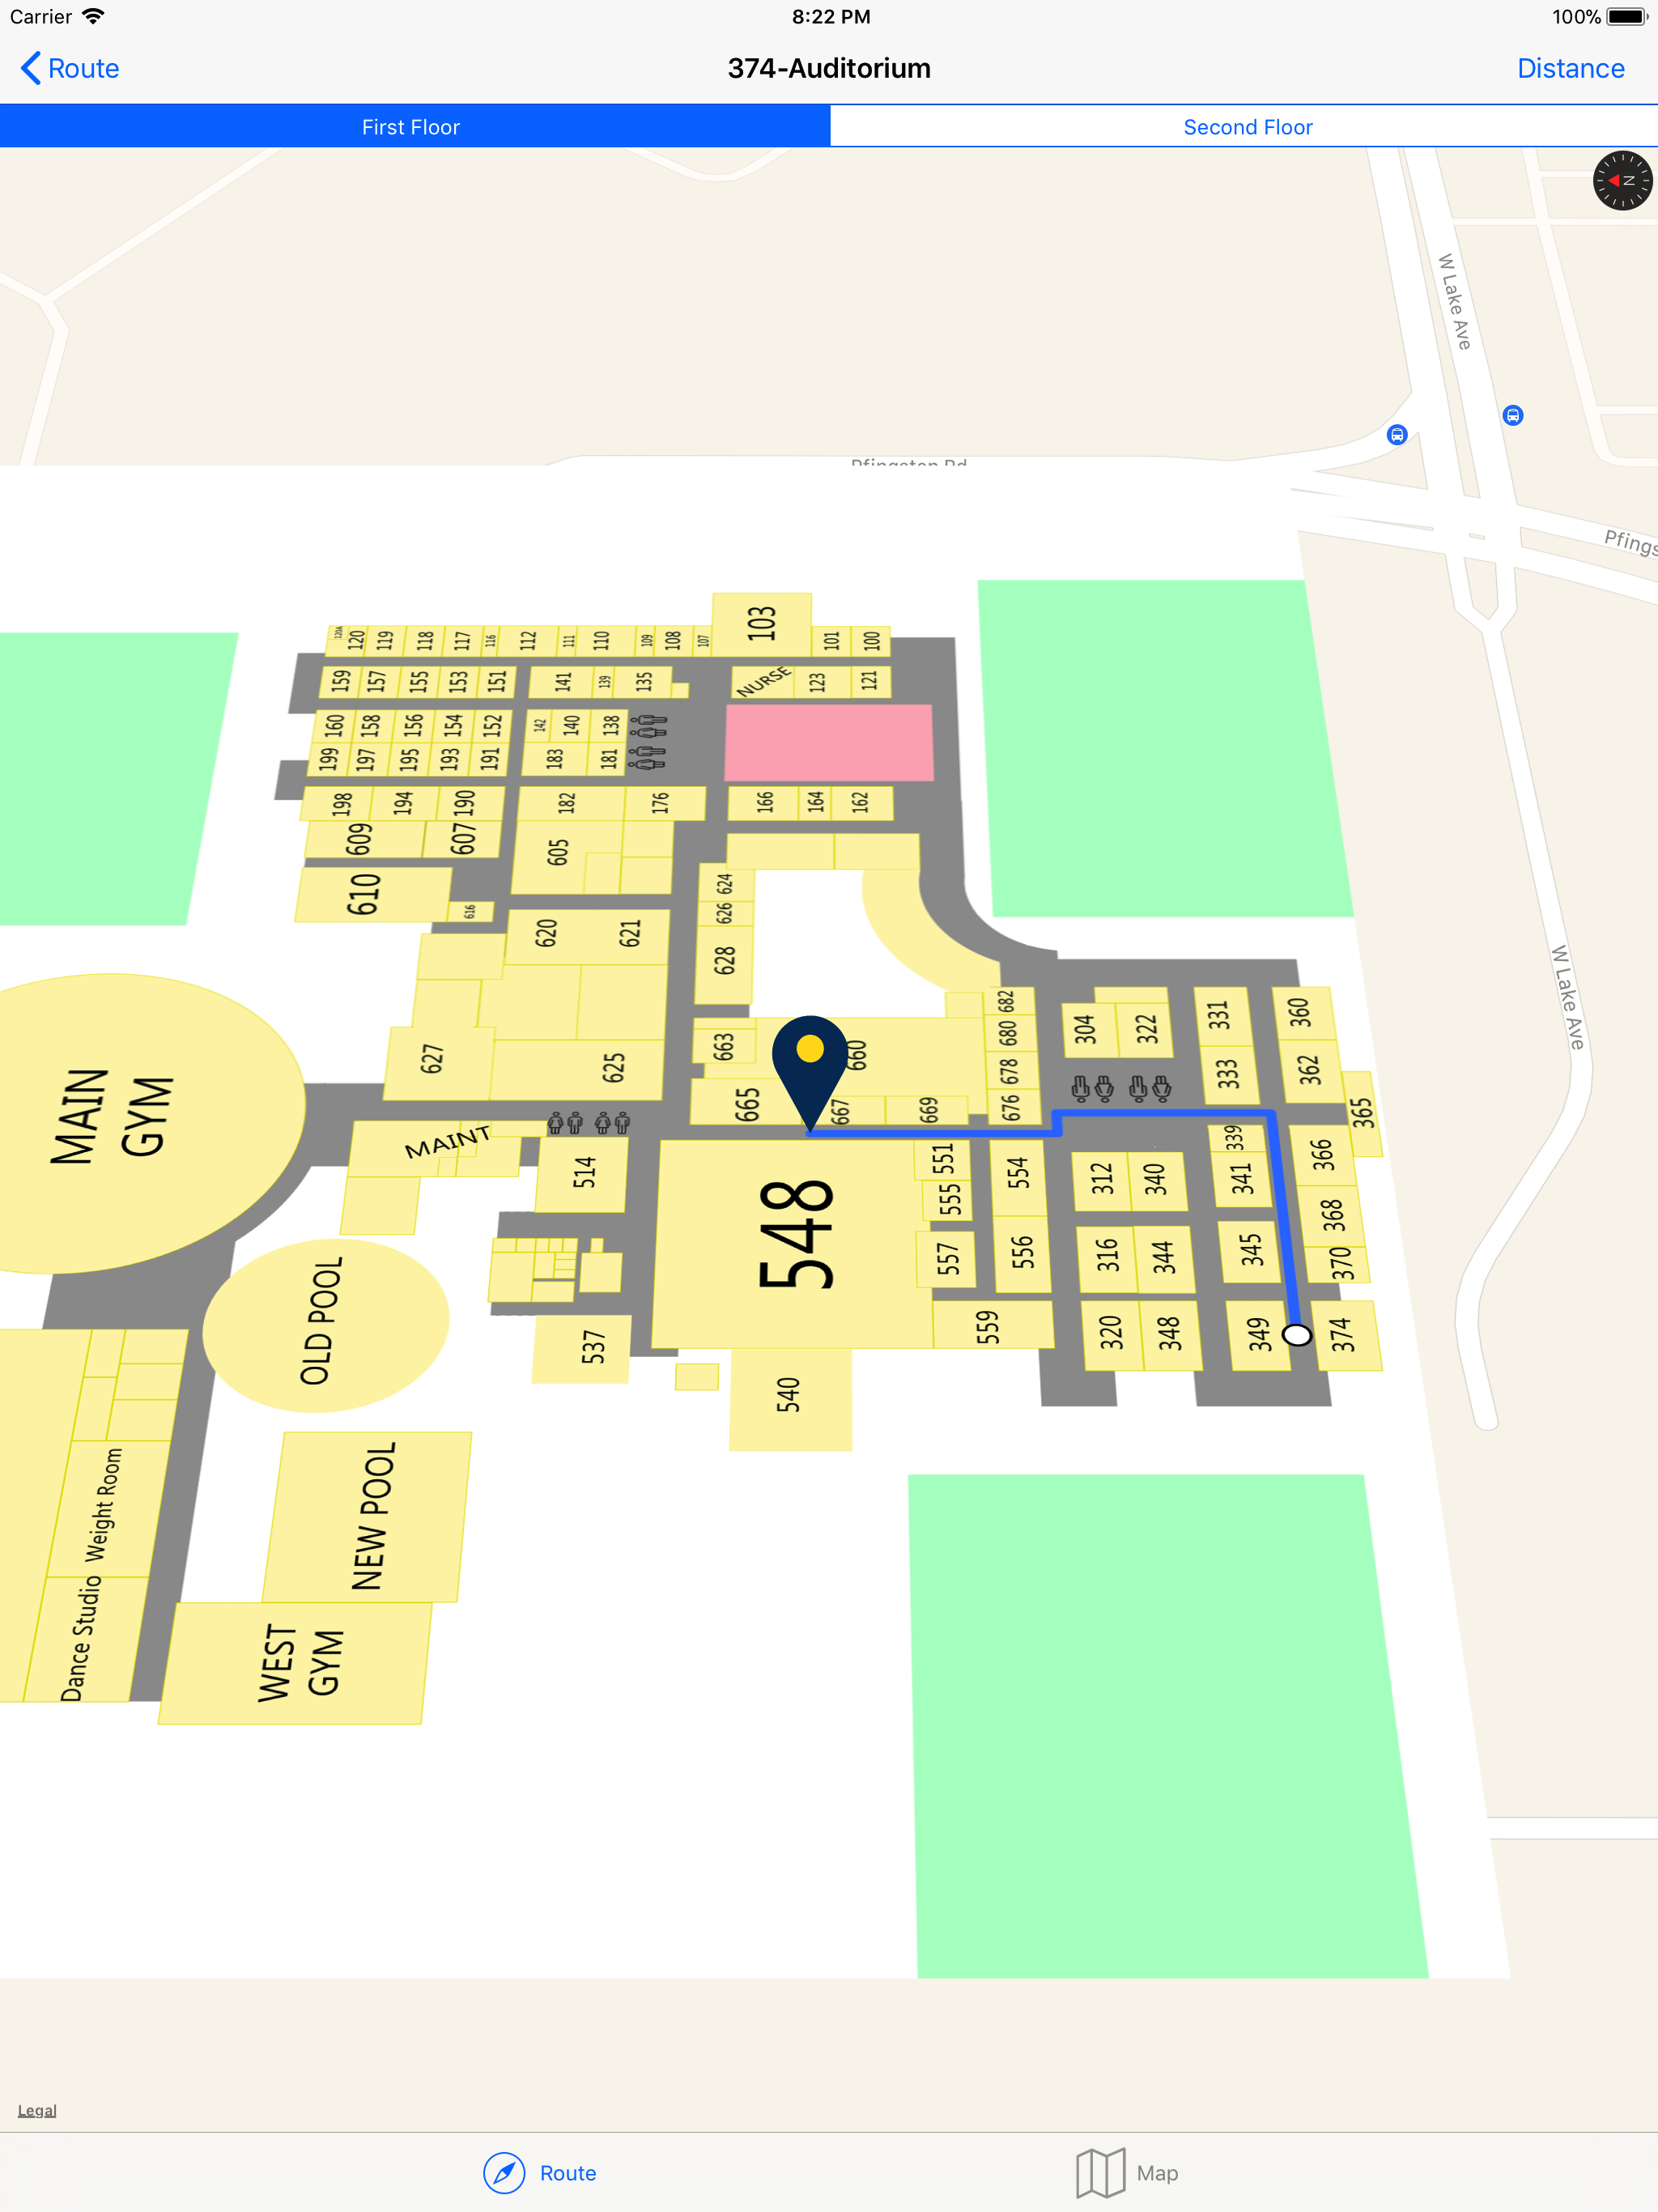 Carrier 8:22 PM 100%
Route 374-Auditorium Distance
First Floor Second Floor
N
W Lake Ave
Pfingsten Rd
Pfings
103
120A 120 119 118 117 116 112 111 110 109 108 107 101 100
159 157 155 153 151 141 139 135 NURSE 123 121
160 158 156 154 152 142 140 138
199 197 195 193 191 183 181
198 194 190 182 176 166 164 162
609 607 605
610 616 624
626
620 621 628
W Lake Ave
682 304 322 331 360
627 625 663 660 680 678 333 362
665 667 669 676 365
MAIN
GYM
MAINT 514 551 554 339 366
548 555 312 340 341 368
557 556 316 344 345 370
OLD POOL 537 559 320 348 349 374
540
Weight Room NEW POOL
Dance Studio WEST
GYM
Legal
Route Map